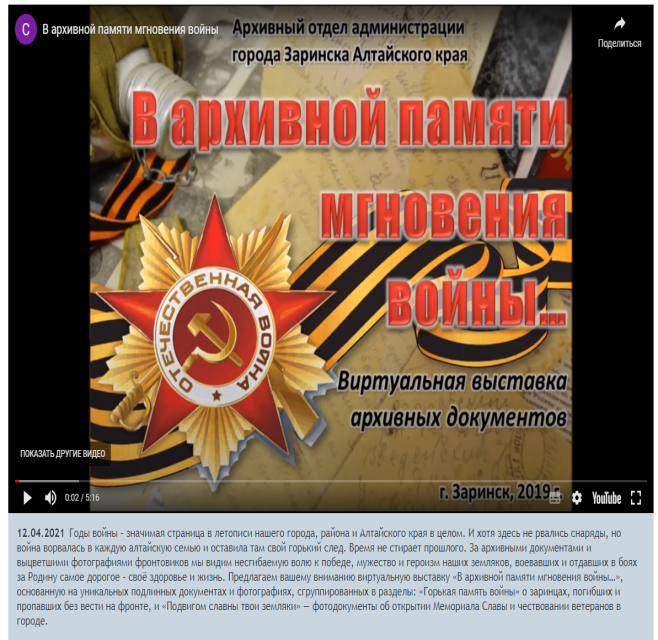 С В архивной памяти мгновения войны
Поделиться
Архивный отдел администрации
города Заринска Алтайского края
В архивной памяти
мгновения
войны...
ОТЕЧЕСТВЕННАЯ ВОЙНА
Виртуальная выставка
архивных документов
ПОКАЗАТЬ ДРУГИЕ ВИДЕО
г. Заринск, 2019 г.
0:02 / 5:16
YouTube
12.04.2021 Годы войны - значимая страница в летописи нашего города, района и Алтайского края в целом. И хотя здесь не рвались снаряды, но
война ворвалась в каждую алтайскую семью и оставила там свой горький след. Время не стирает прошлого. За архивными документами и
выцветшими фотографиями фронтовиков мы видим несгибаемую волю к победе, мужество и героизм наших земляков, воевавших и отдавших в боях
за Родину самое дорогое - своё здоровье и жизнь. Предлагаем вашему вниманию виртуальную выставку «В архивной памяти мгновения войны…»,
основанную на уникальных подлинных документах и фотографиях, сгруппированных в разделы: «Горькая память войны» о заринцах, погибших и
пропавших без вести на фронте, и «Подвигом славны твои земляки» – фотодокументы об открытии Мемориала Славы и чествовании ветеранов в
городе.